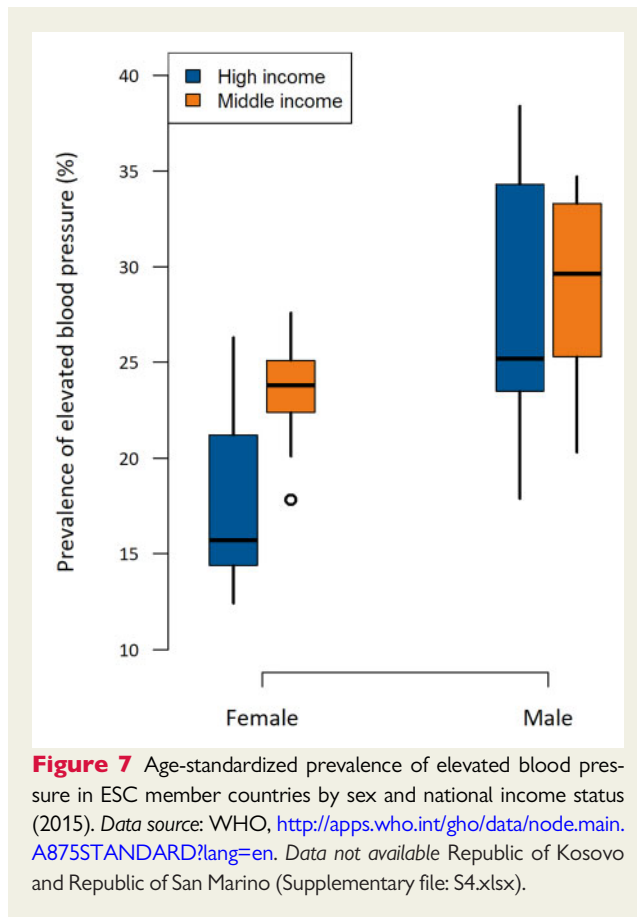 High income
Middle income
Prevalence of elevated blood pressure (%)
40
35
30
25
20
15
10
Female Male
Figure 7 Age-standardized prevalence of elevated blood pres-
sure in ESC member countries by sex and national income status
(2015). Data source: WHO, http://apps.who.int/gho/data/node.main.
A875STANDARD?lang=en. Data not available Republic of Kosovo
and Republic of San Marino (Supplementary file: S4.xlsx).